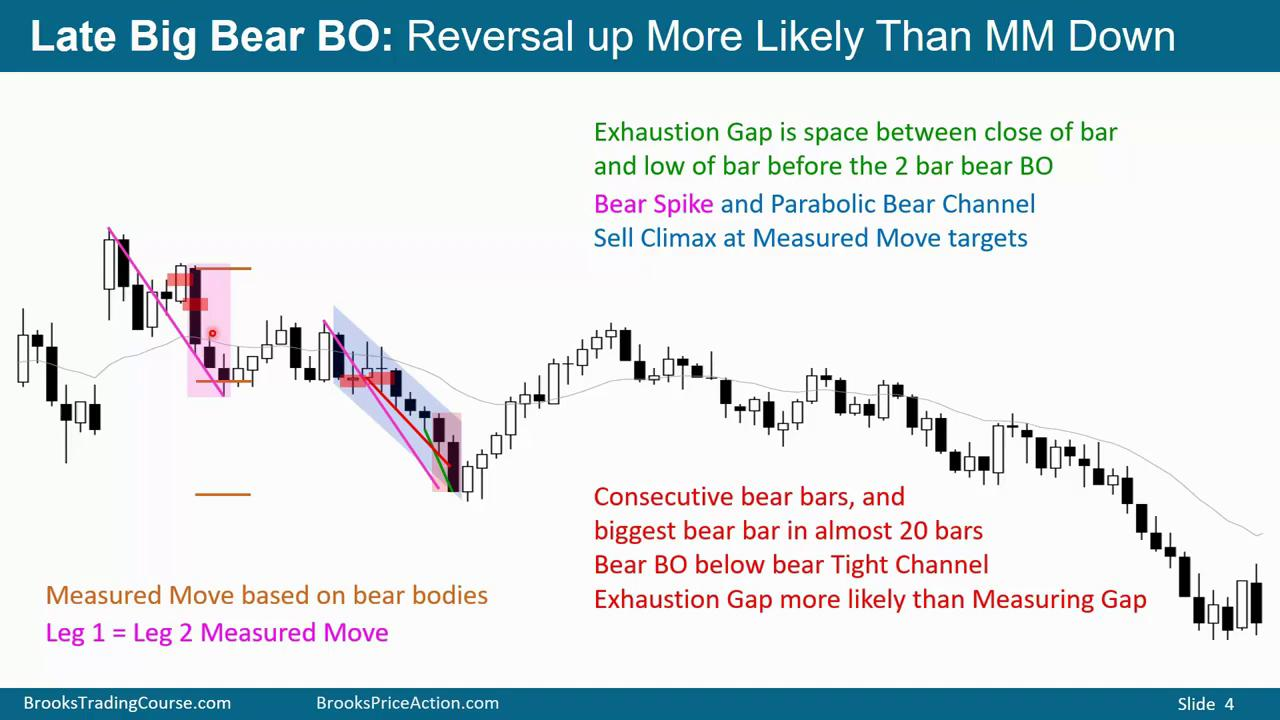 Late Big Bear BO: Reversal up More Likely Than MM Down
Exhaustion Gap is space between close of bar
and low of bar before the 2 bar bear BO
Bear Spike and Parabolic Bear Channel
Sell Climax at Measured Move targets
Consecutive bear bars, and
biggest bear bar in almost 20 bars
Bear BO below bear Tight Channel
Exhaustion Gap more likely than Measuring Gap
Measured Move based on bear bodies
Leg 1 = Leg 2 Measured Move
BrooksTradingCourse.com
BrooksPriceAction.com
Slide 4